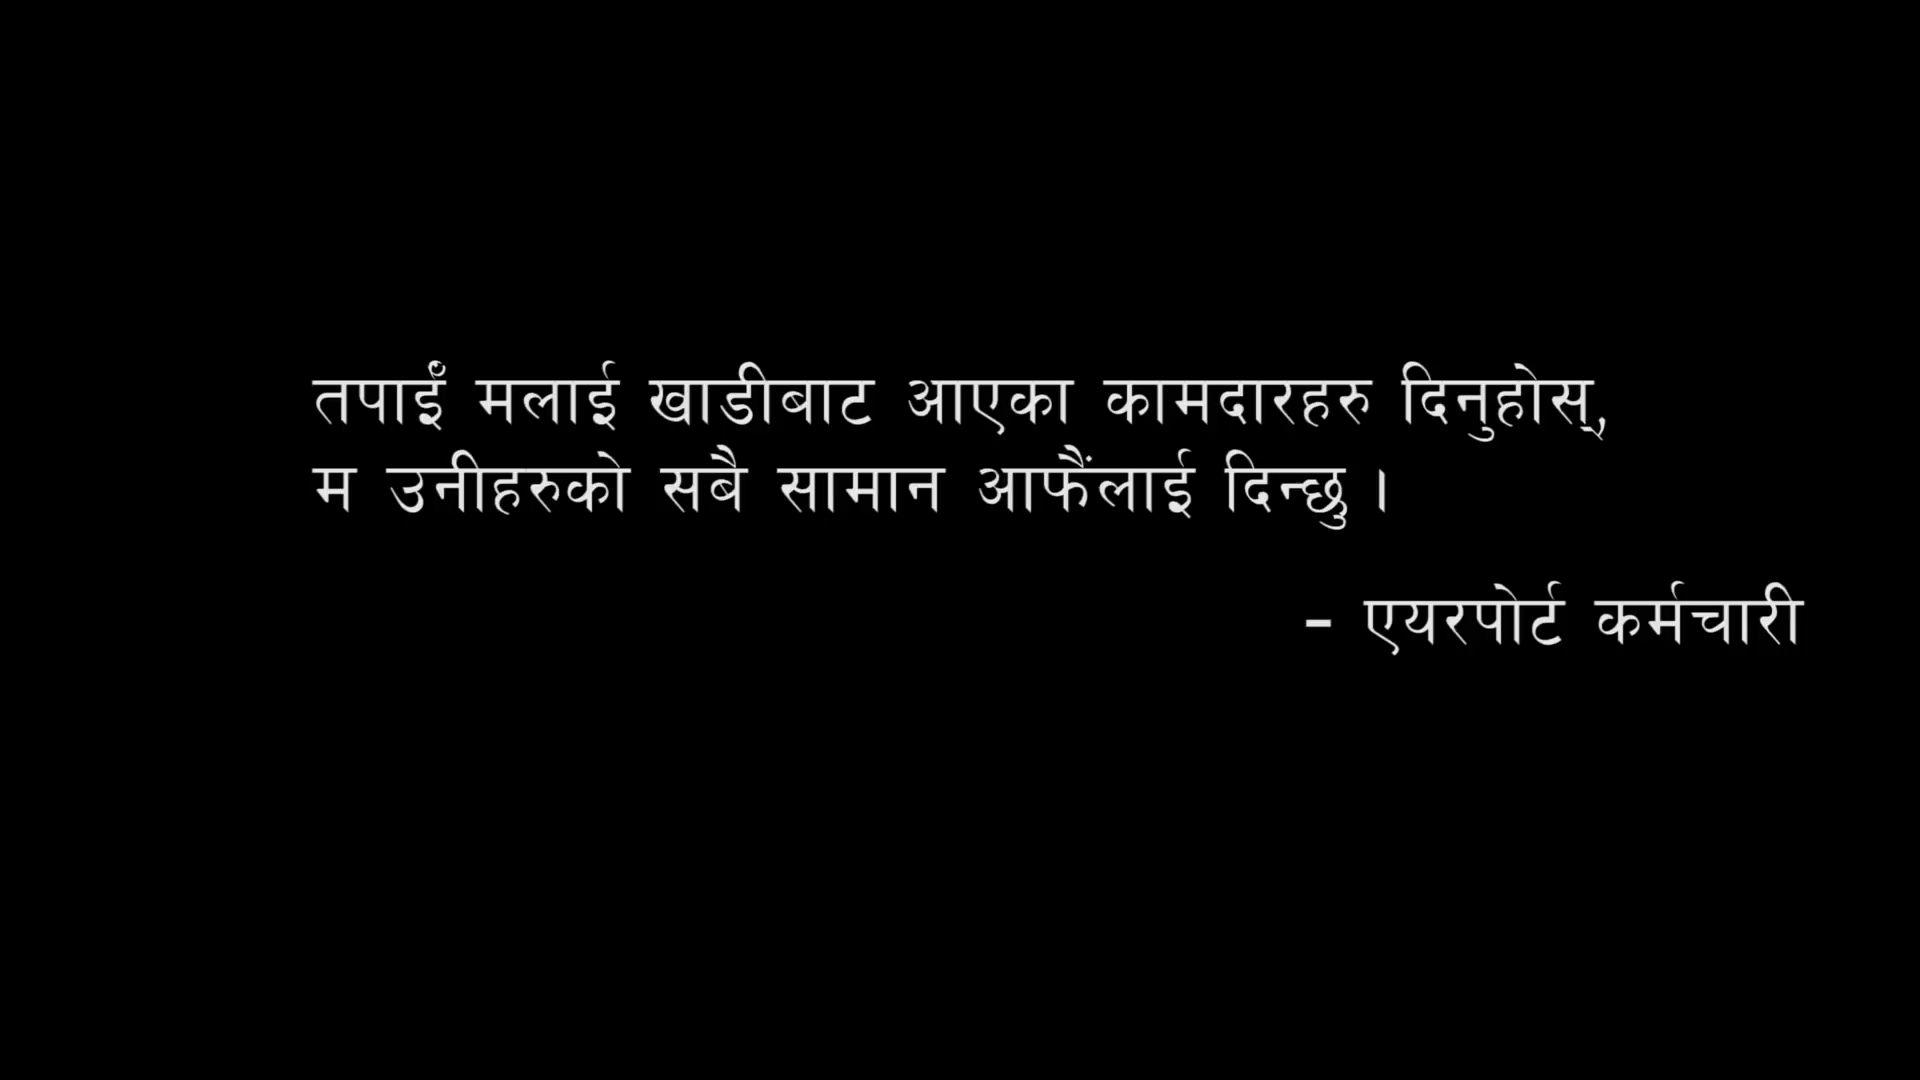 तपाईं मलाई खाडीबाट आएका कामदारहरु दिनुहोस्,
म उनीहरुको सबै सामान आफैंलाई दिन्छु ।
- एयरपोर्ट कर्मचारी